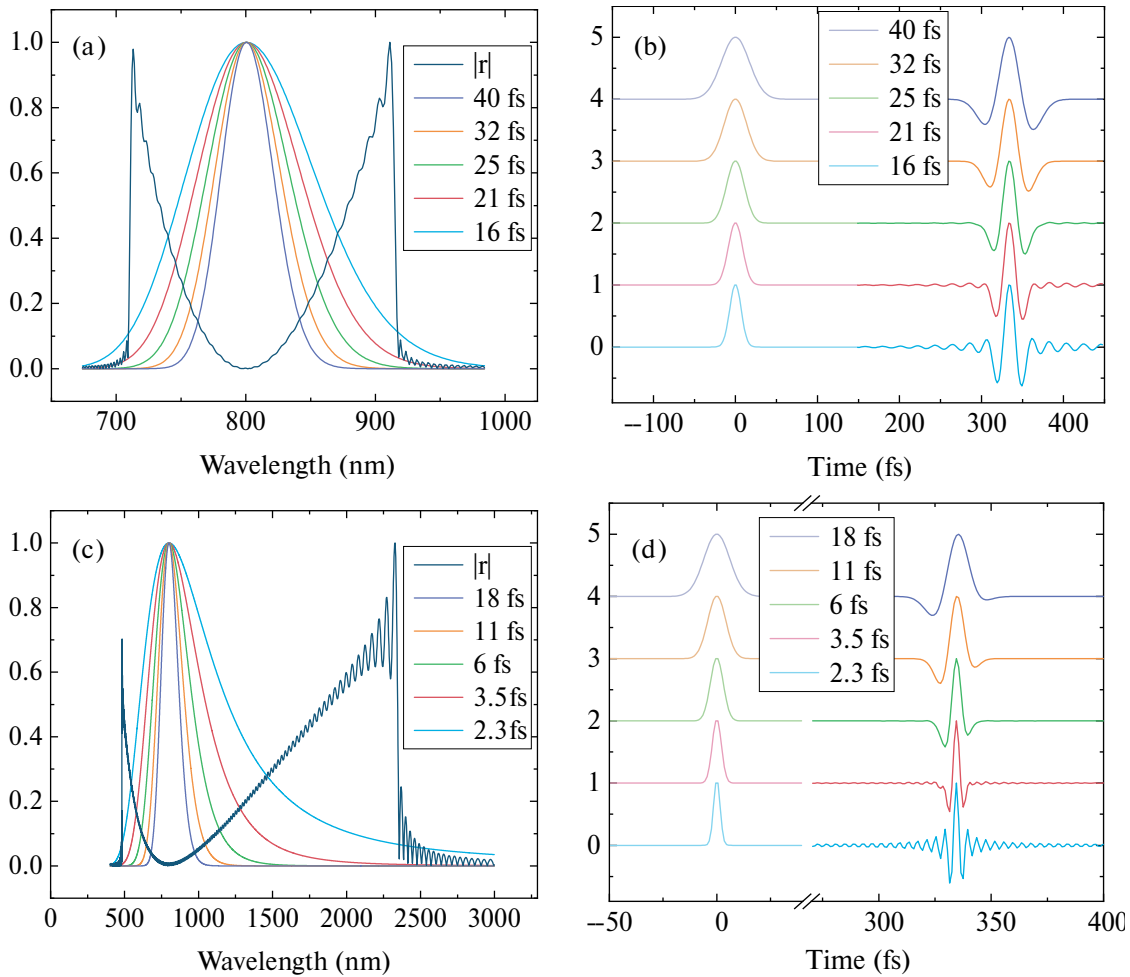 (a)
1.0
0.8
0.6
0.4
0.2
0.0
|r|
40 fs
32 fs
25 fs
21 fs
16 fs
700
800
900
1000
Wavelength (nm)
(b)
5
4
3
2
1
0
40 fs
32 fs
25 fs
21 fs
16 fs
--100
0
100
200
300
400
Time (fs)
(c)
1.0
0.8
0.6
0.4
0.2
0.0
|r|
18 fs
11 fs
6 fs
3.5fs
2.3fs
0
500
1000
1500
2000
2500
3000
Wavelength (nm)
(d)
5
4
3
2
1
0
18 fs
11 fs
6 fs
3.5 fs
2.3 fs
--50
0
300
350
400
Time (fs)